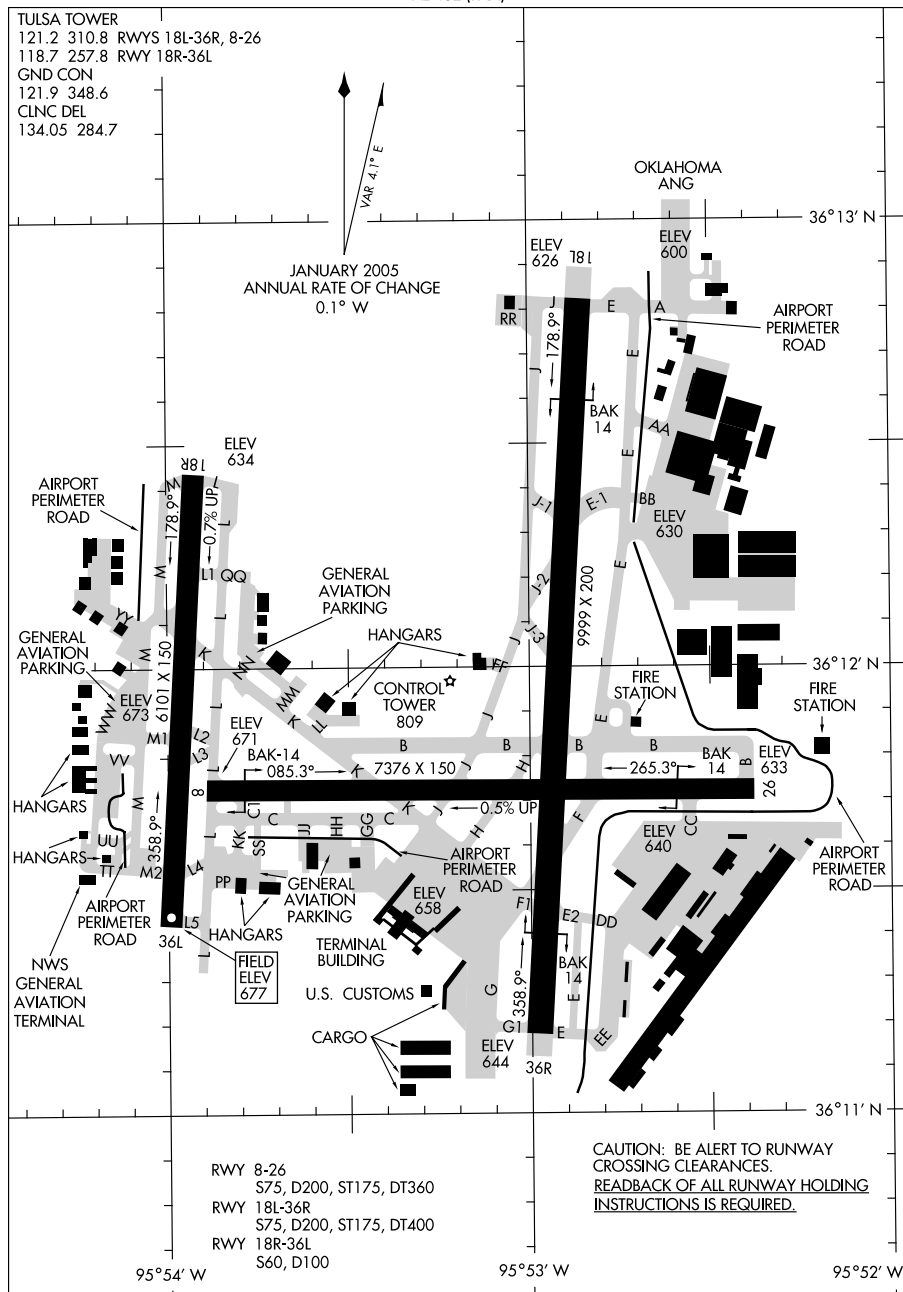 TULSA TOWER
121.2 310.8 RWYS 18L-36R, 8-26
118.7 257.8 RWY 18R-36L
GND CON
121.9 348.6
CLNC DEL
134.05 284.7
VAR 4.1° E
JANUARY 2005
ANNUAL RATE OF CHANGE
0.1° W
OKLAHOMA
ANG
36°13' N
ELEV
600
ELEV
626
18L
J
E
A
RR
178.9°
AIRPORT
PERIMETER
ROAD
J
E
BAK
14
AA
E
ELEV
634
18R
AIRPORT
PERIMETER
ROAD
M
L
178.9°
0.7% UP
L
J-1
E-1
BB
ELEV
630
M
L1
QQ
J-2
E
GENERAL
AVIATION
PARKING
YY
L
J-3
J
9999 X 200
HANGARS
GENERAL
AVIATION
PARKING
M
K
NN
FF
36°12' N
ELEV
673
6101 X 150
MM
CONTROL
TOWER
809
FIRE
STATION
FIRE
STATION
WW
L
K
LL
J
E
M1
L2
ELEV
671
L3
B
B
B
B
B
VV
L
BAK-14
085.3°
K
7376 X 150
J
H
265.3°
BAK
14
ELEV
633
HANGARS
M
8
26
C1
K
J
0.5% UP
F
CC
358.9°
C
C
H
ELEV
640
HANGARS
UU
KK
SS
JJ
HH
GG
AIRPORT
PERIMETER
ROAD
AIRPORT
PERIMETER
ROAD
TT
M2
L4
PP
GENERAL
AVIATION
PARKING
ELEV
658
F1
E2
DD
AIRPORT
PERIMETER
ROAD
L5
36L
HANGARS
TERMINAL
BUILDING
NWS
GENERAL
AVIATION
TERMINAL
L
FIELD
ELEV
677
U.S. CUSTOMS
G
358.9°
BAK
14
E
CARGO
G1
E
EE
ELEV
644
36R
36°11' N
RWY 8-26
S75, D200, ST175, DT360
RWY 18L-36R
S75, D200, ST175, DT400
RWY 18R-36L
S60, D100
CAUTION: BE ALERT TO RUNWAY
CROSSING CLEARANCES.
READBACK OF ALL RUNWAY HOLDING
INSTRUCTIONS IS REQUIRED.
95°54' W
95°53' W
95°52' W